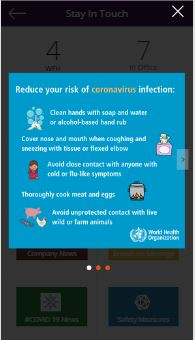 Stay In Touch
4
7
WFH
In Office
Reduce your risk of coronavirus infection:
Clean hands with soap and water
or alcohol-based hand rub
Cover nose and mouth when coughing and
sneezing with tissue or flexed elbow
Avoid close contact with anyone with
cold or flu-like symptoms
Thoroughly cook meat and eggs
Avoid unprotected contact with live
wild or farm animals
World Health
Organization
Company News
#COVID 19 News
Safety Measures